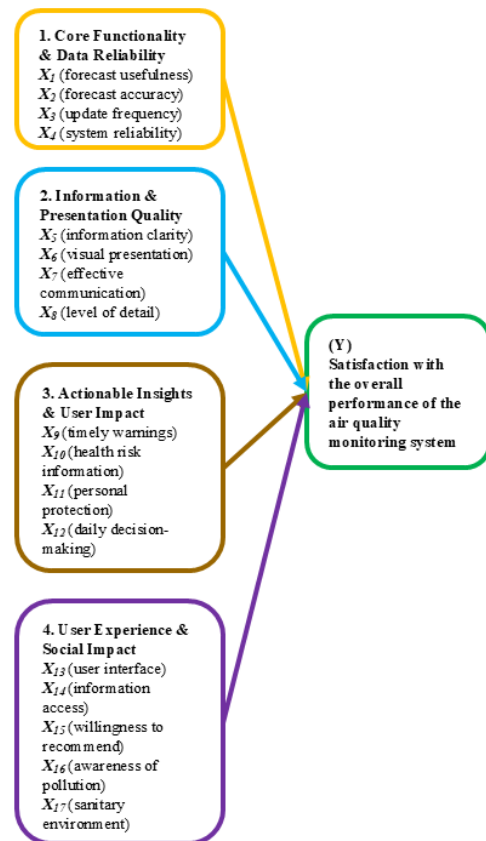 1. Core Functionality
& Data Reliability
X1 (forecast usefulness)
X2 (forecast accuracy)
X3 (update frequency)
X4 (system reliability)
2. Information &
Presentation Quality
X5 (information clarity)
X6 (visual presentation)
X7 (effective
communication)
X8 (level of detail)
3. Actionable Insights
& User Impact
X9 (timely warnings)
X10 (health risk
information)
X11 (personal
protection)
X12 (daily decision-
making)
4. User Experience &
Social Impact
X13 (user interface)
X14 (information
access)
X15 (willingness to
recommend)
X16 (awareness of
pollution)
X17 (sanitary
environment)
(Y)
Satisfaction with
the overall
performance of the
air quality
monitoring system